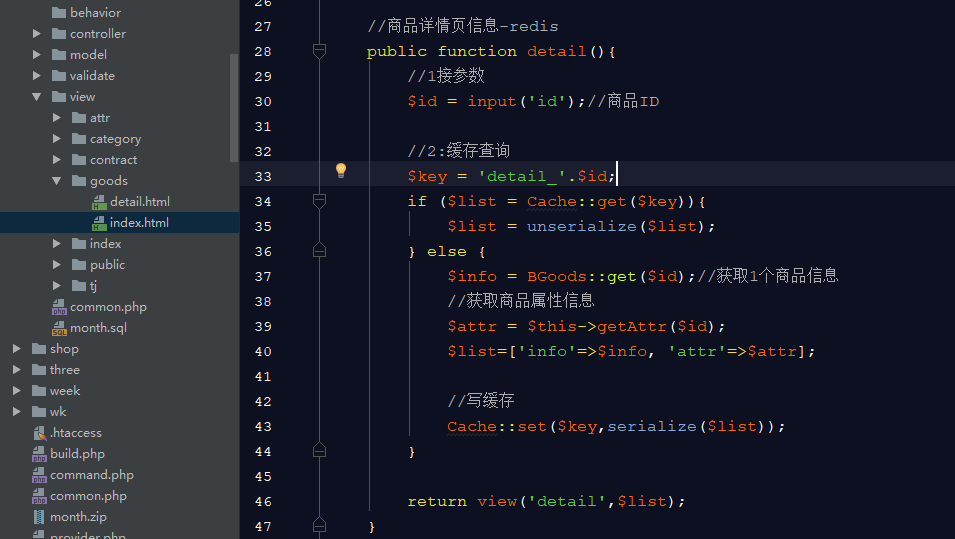 behavior
controller
model
validate
view
attr
category
contract
goods
detail.html
index.html
index
public
tj
common.php
month.sql
shop
three
week
wk
.htaccess
build.php
command.php
common.php
month.zip
provider.php
26
27 //商品详情页信息-redis
28 public function detail(){
29 //1接参数
30 $id = input('id');//商品ID
31
32 //2:缓存查询
33 $key = 'detail_'.$id;
34 if ($list = Cache::get($key)){
35 $list = unserialize($list);
36 } else {
37 $info = BGoods::get($id);//获取1个商品信息
38 //获取商品属性信息
39 $attr = $this->getAttr($id);
40 $list=['info'=>$info, 'attr'=>$attr];
41
42 //写缓存
43 Cache::set($key,serialize($list));
44 }
45
46 return view('detail',$list);
47 }